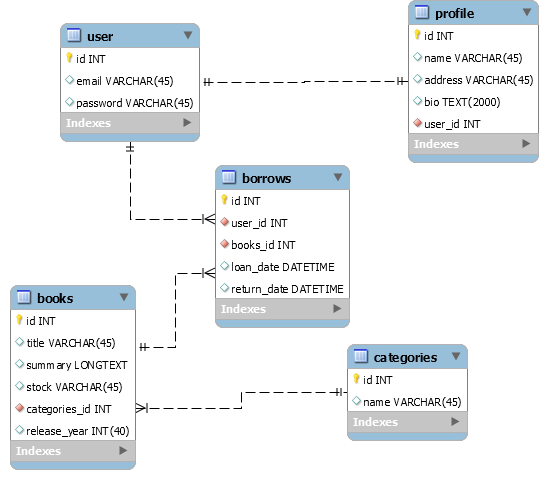 user
id INT
email VARCHAR(45)
password VARCHAR(45)
Indexes
profile
id INT
name VARCHAR(45)
address VARCHAR(45)
bio TEXT(2000)
user_id INT
Indexes
borrows
id INT
user_id INT
books_id INT
loan_date DATETIME
return_date DATETIME
Indexes
books
id INT
title VARCHAR(45)
summary LONGTEXT
stock VARCHAR(45)
categories_id INT
release_year INT(40)
Indexes
categories
id INT
name VARCHAR(45)
Indexes